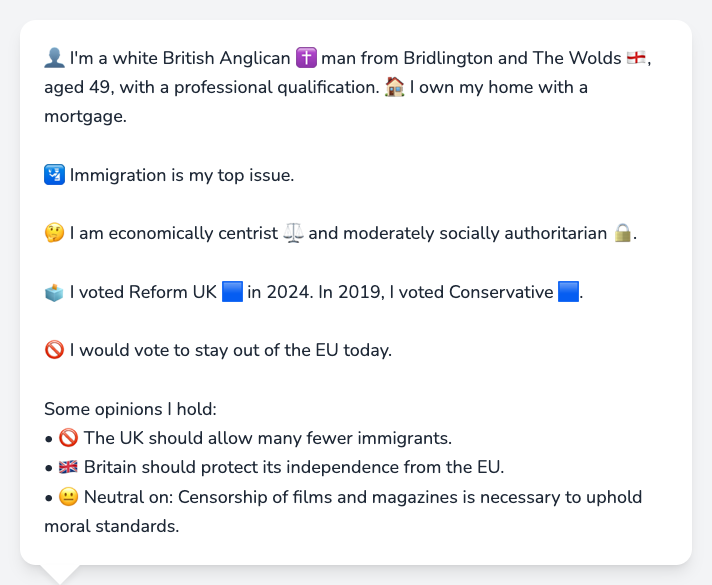 👤 I'm a white British Anglican ✝️ man from Bridlington and The Wolds 🏴󠁧󠁢󠁥󠁮󠁧󠁿,
aged 49, with a professional qualification. 🏠 I own my home with a
mortgage.
🛂 Immigration is my top issue.
🤔 I am economically centrist ⚖️ and moderately socially authoritarian 🔒.
🗳️ I voted Reform UK 🟦 in 2024. In 2019, I voted Conservative 🟦.
🚫 I would vote to stay out of the EU today.
Some opinions I hold:
• 🚫 The UK should allow many fewer immigrants.
• 🇬🇧 Britain should protect its independence from the EU.
• 😐 Neutral on: Censorship of films and magazines is necessary to uphold
moral standards.